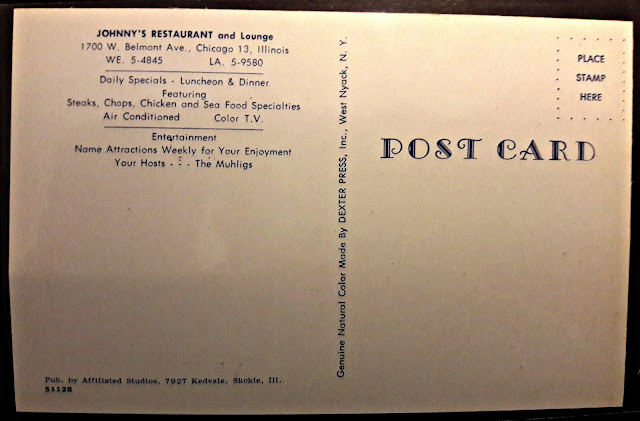 JOHNNY'S RESTAURANT and Lounge
1700 W. Belmont Ave., Chicago 13, Illinois
WE. 5-4845 LA. 5-9580
Daily Specials - Luncheon & Dinner
Featuring
Steaks, Chops, Chicken and Sea Food Specialties
Air Conditioned Color T.V.
Entertainment
Name Attractions Weekly for Your Enjoyment
Your Hosts - - - The Muhligs
Pub. by Affiliated Studios, 7927 Kedvale, Skokie, Ill.
51128
Genuine Natural Color Made By DEXTER PRESS, Inc., West Nyack, N. Y.
PLACE
STAMP
HERE
POST CARD